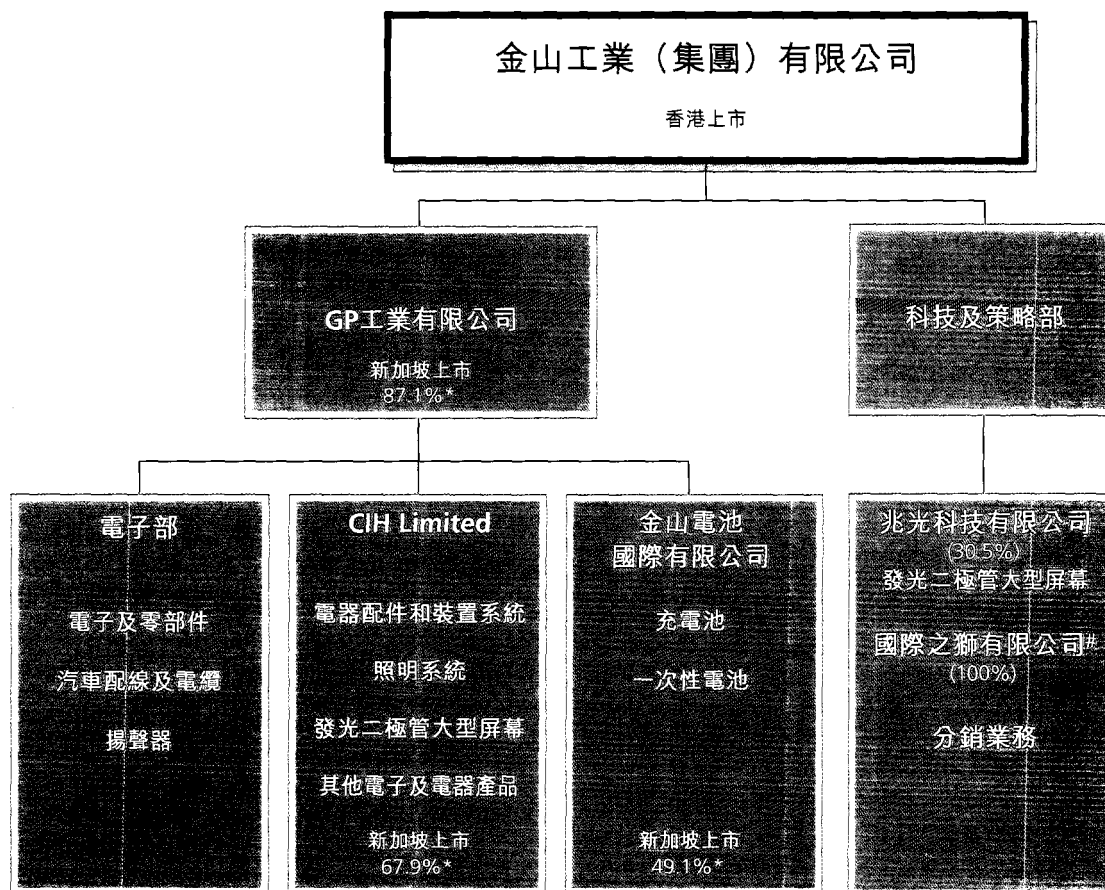 金山工業（集團）有限公司
香港上市
GP工業有限公司
新加坡上市
87.1%*
科技及策略部
電子部
電子及零部件
汽車配線及電纜
揚聲器
CIH Limited
電器配件和裝置系統
照明系統
發光二極管大型屏幕
其他電子及電器產品
新加坡上市
67.9%*
金山電池
國際有限公司
充電池
一次性電池
新加坡上市
49.1%*
兆光科技有限公司
(30.5%)
發光二極管大型屏幕
國際之獅有限公司#
(100%)
分銷業務